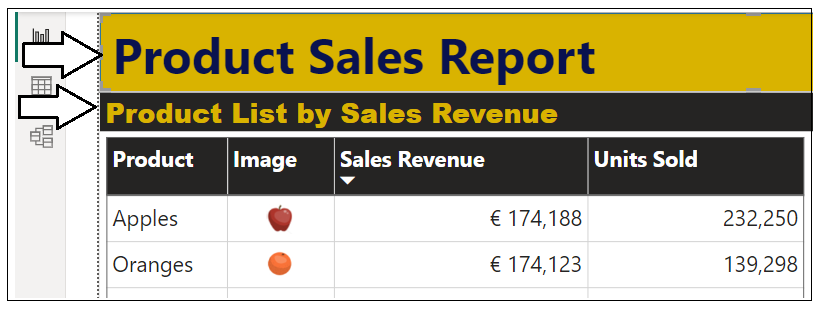 Product Sales Report
Product List by Sales Revenue
Product Image Sales Revenue Units Sold
Apples € 174,188 232,250
Oranges € 174,123 139,298